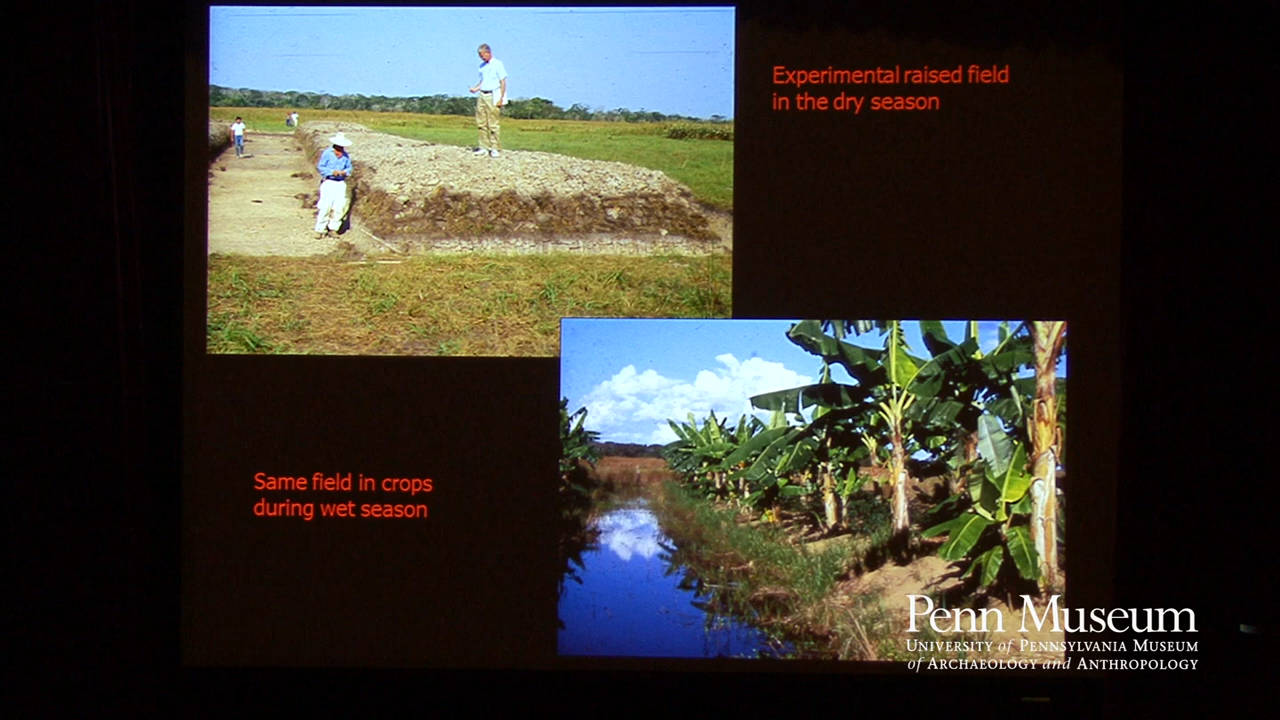 Experimental raised field
in the dry season
Same field in crops
during wet season
Penn Museum
University of Pennsylvania Museum
of Archaeology and Anthropology